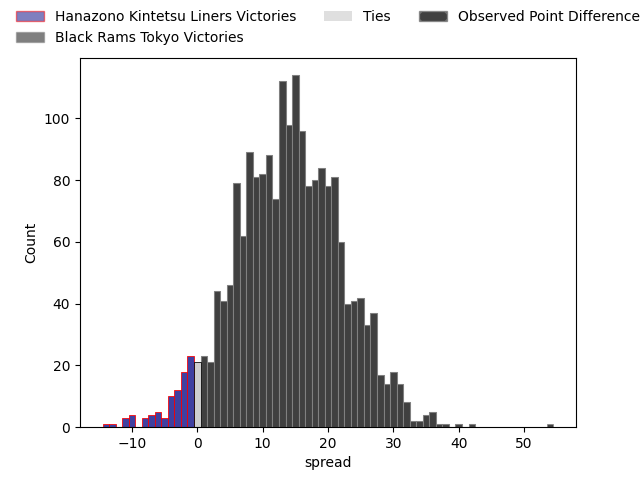 Hanazono Kintetsu Liners Victories
Ties
Observed Point Difference
Black Rams Tokyo Victories
100
80
60
40
20
0
Count
−10
0
10
20
30
40
50
spread